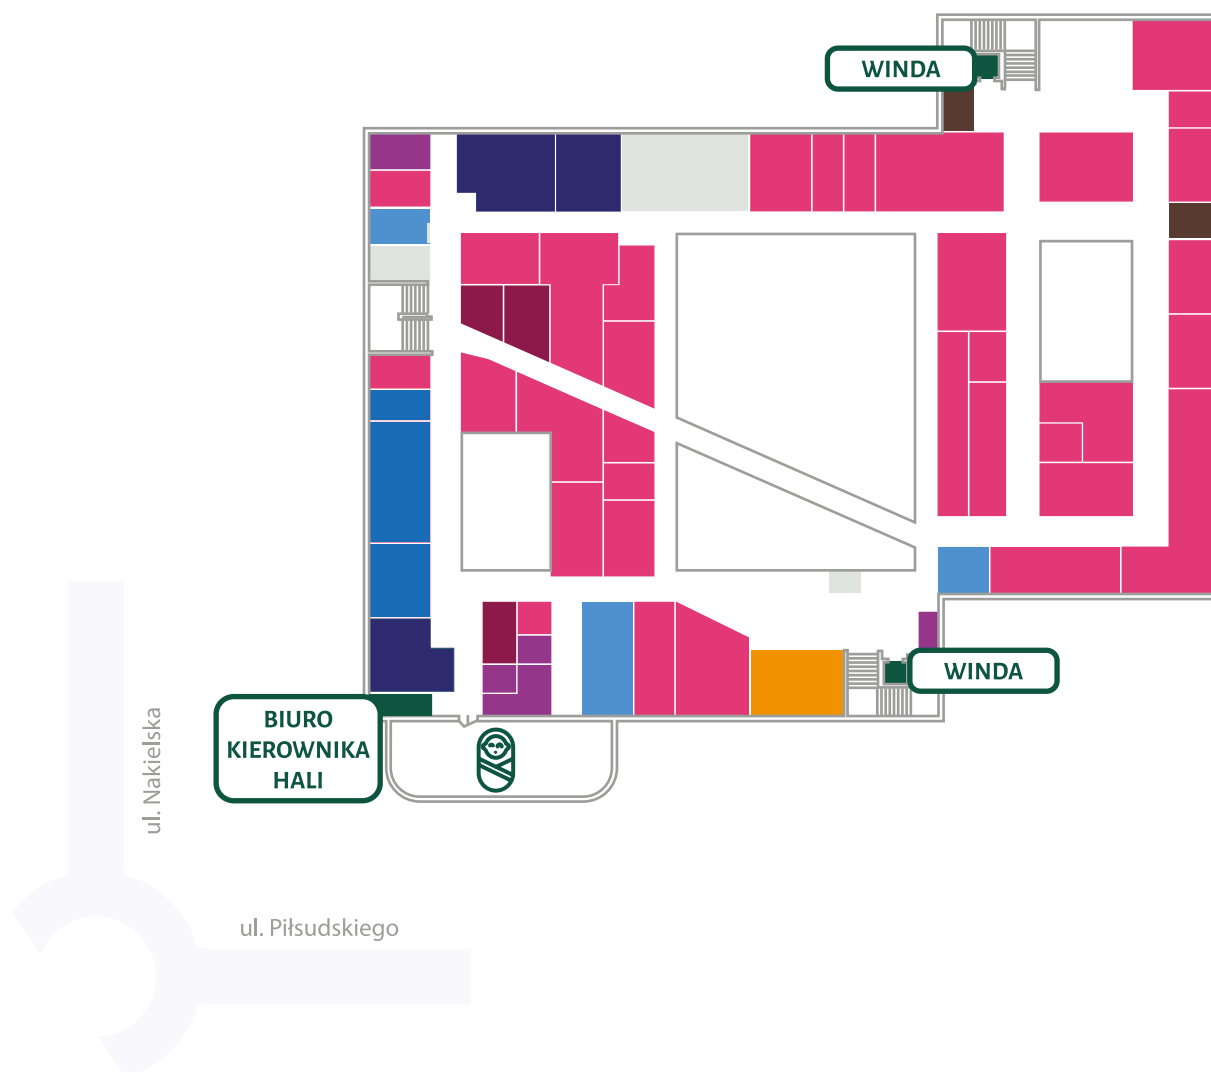 WINDA
WINDA
BIURO
KIEROWNIKA
HALI
ul. Nakielska
ul. Piłsudskiego